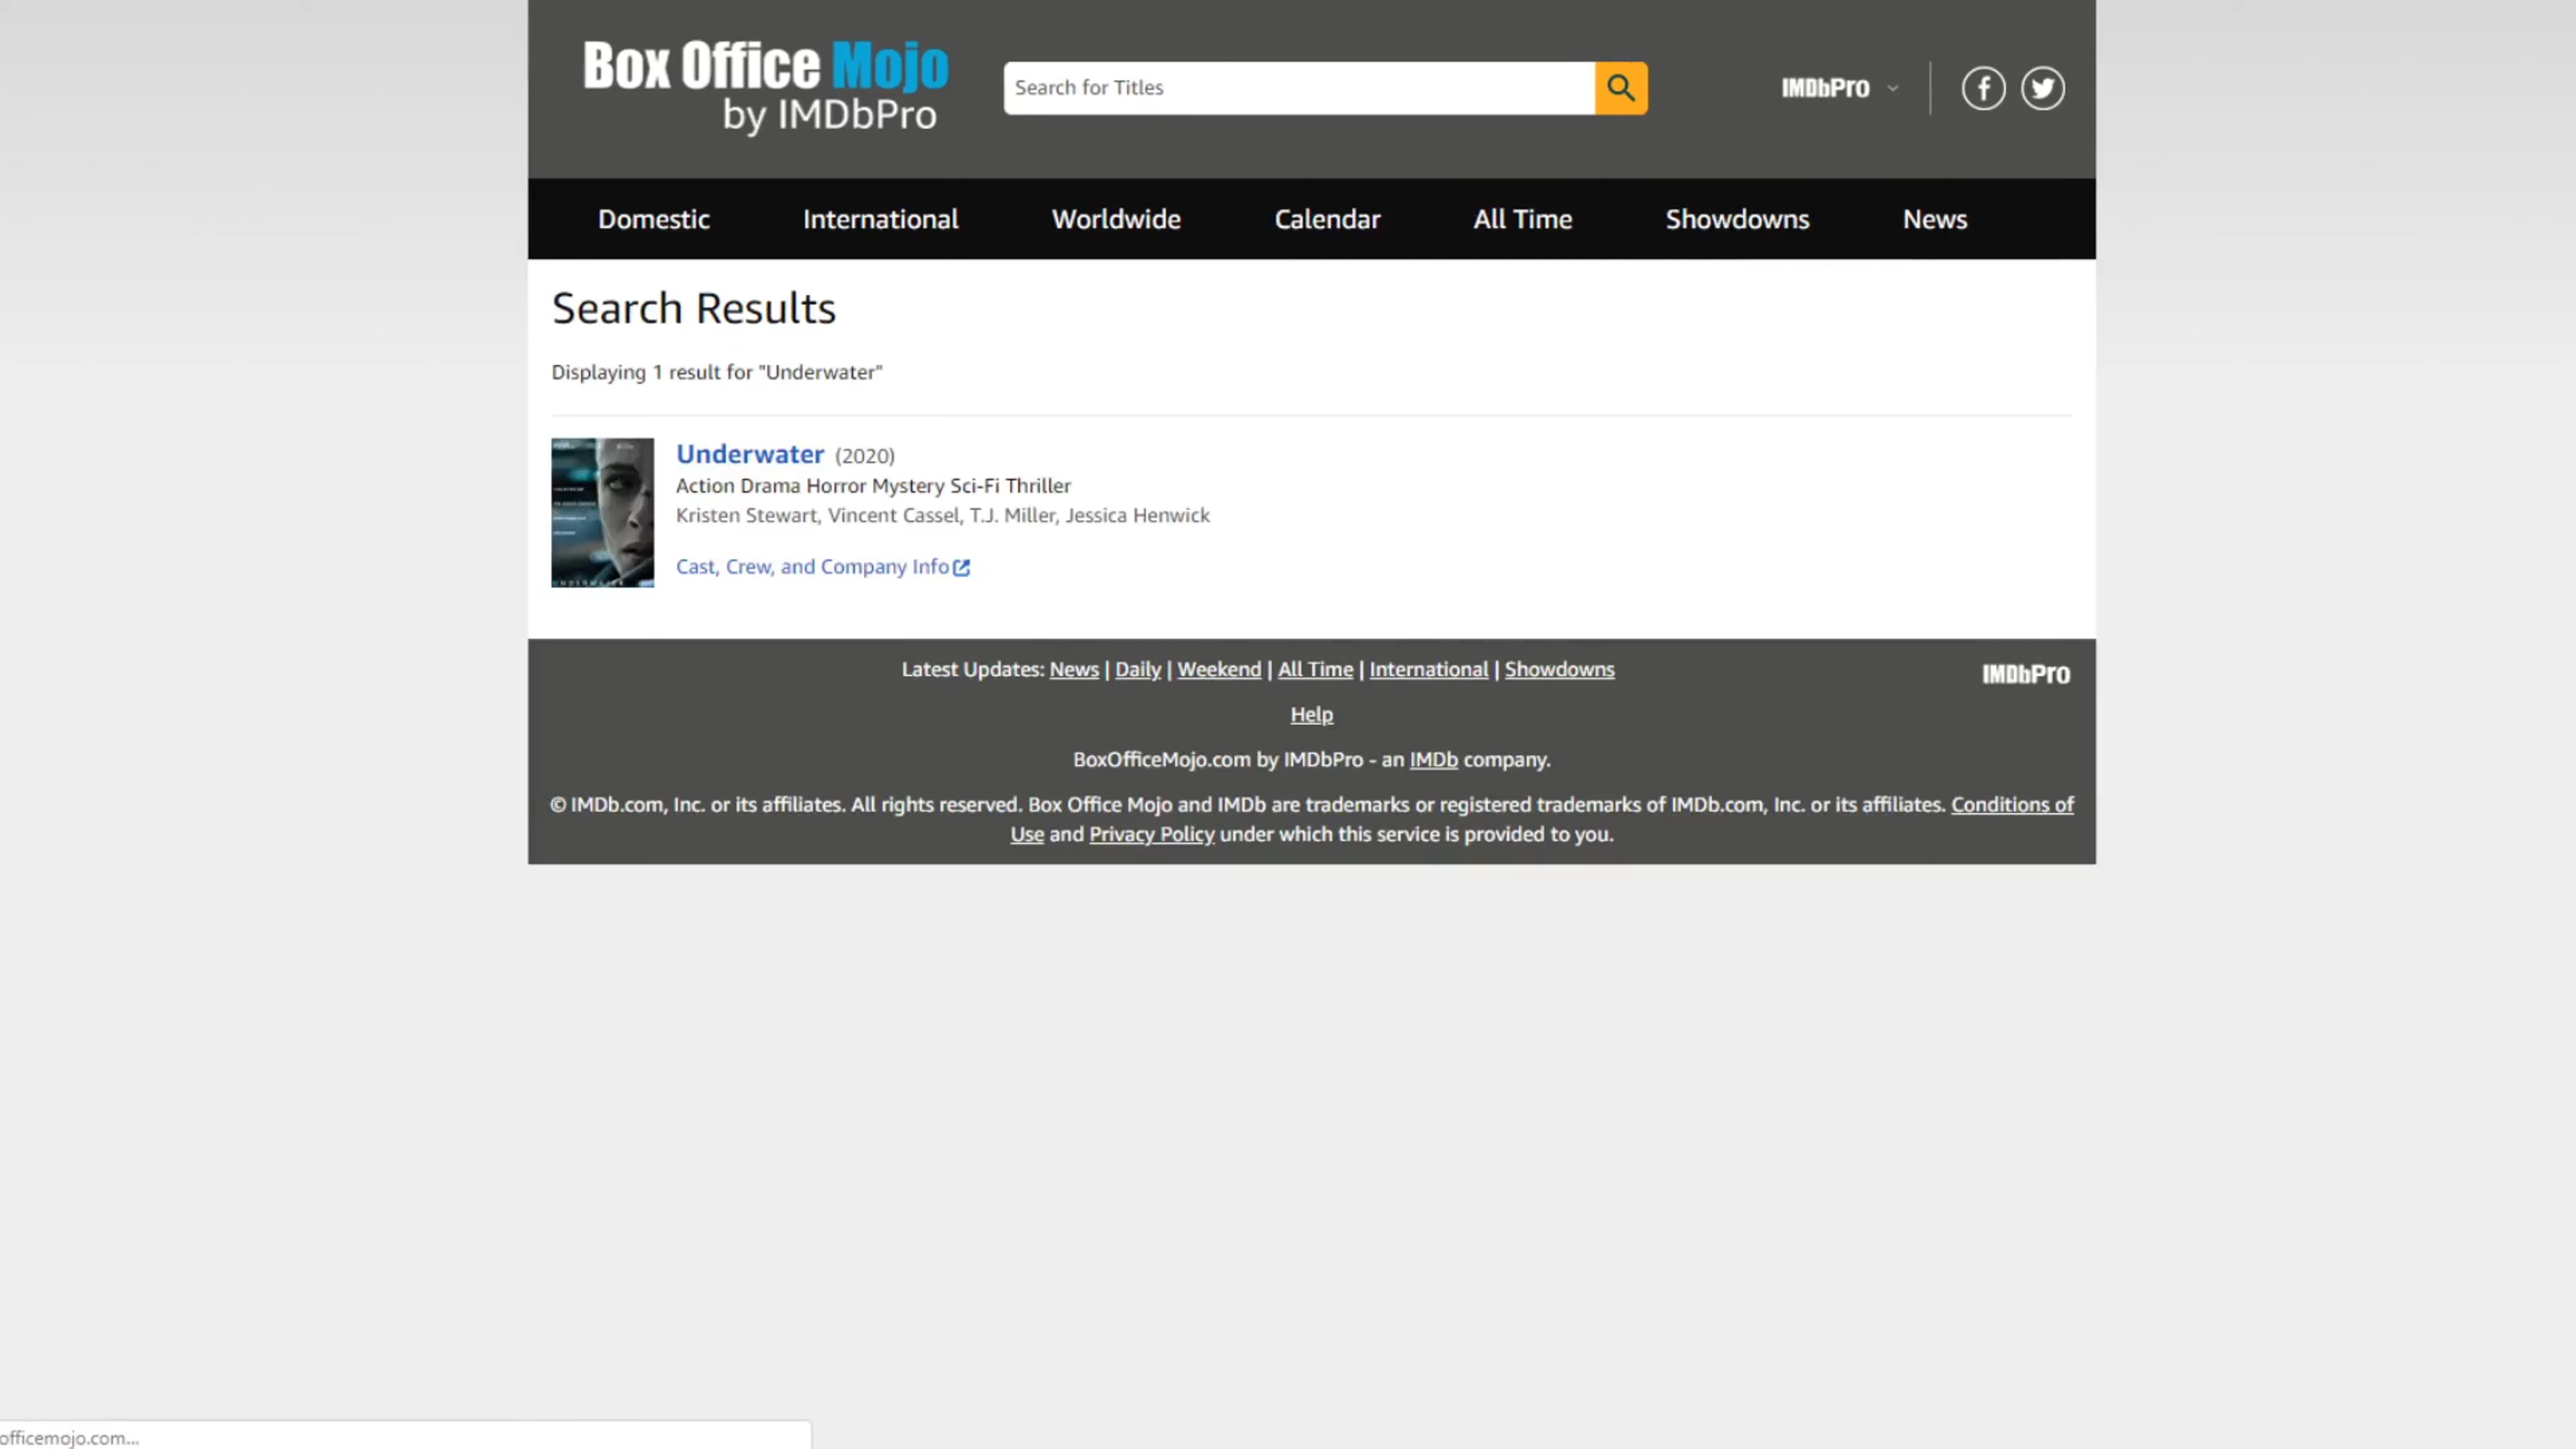 Box Office Mojo
by IMDbPro
Search for Titles
IMDbPro
Domestic International Worldwide Calendar All Time Showdowns News
Search Results
Displaying 1 result for "Underwater"
Underwater (2020)
Action Drama Horror Mystery Sci-Fi Thriller
Kristen Stewart, Vincent Cassel, T.J. Miller, Jessica Henwick
Cast, Crew, and Company Info
UNDERWATER
Latest Updates: News | Daily | Weekend | All Time | International | Showdowns
IMDbPro
Help
BoxOfficeMojo.com by IMDbPro - an IMDb company.
© IMDb.com, Inc. or its affiliates. All rights reserved. Box Office Mojo and IMDb are trademarks or registered trademarks of IMDb.com, Inc. or its affiliates. Conditions of
Use and Privacy Policy under which this service is provided to you.
officemojo.com...